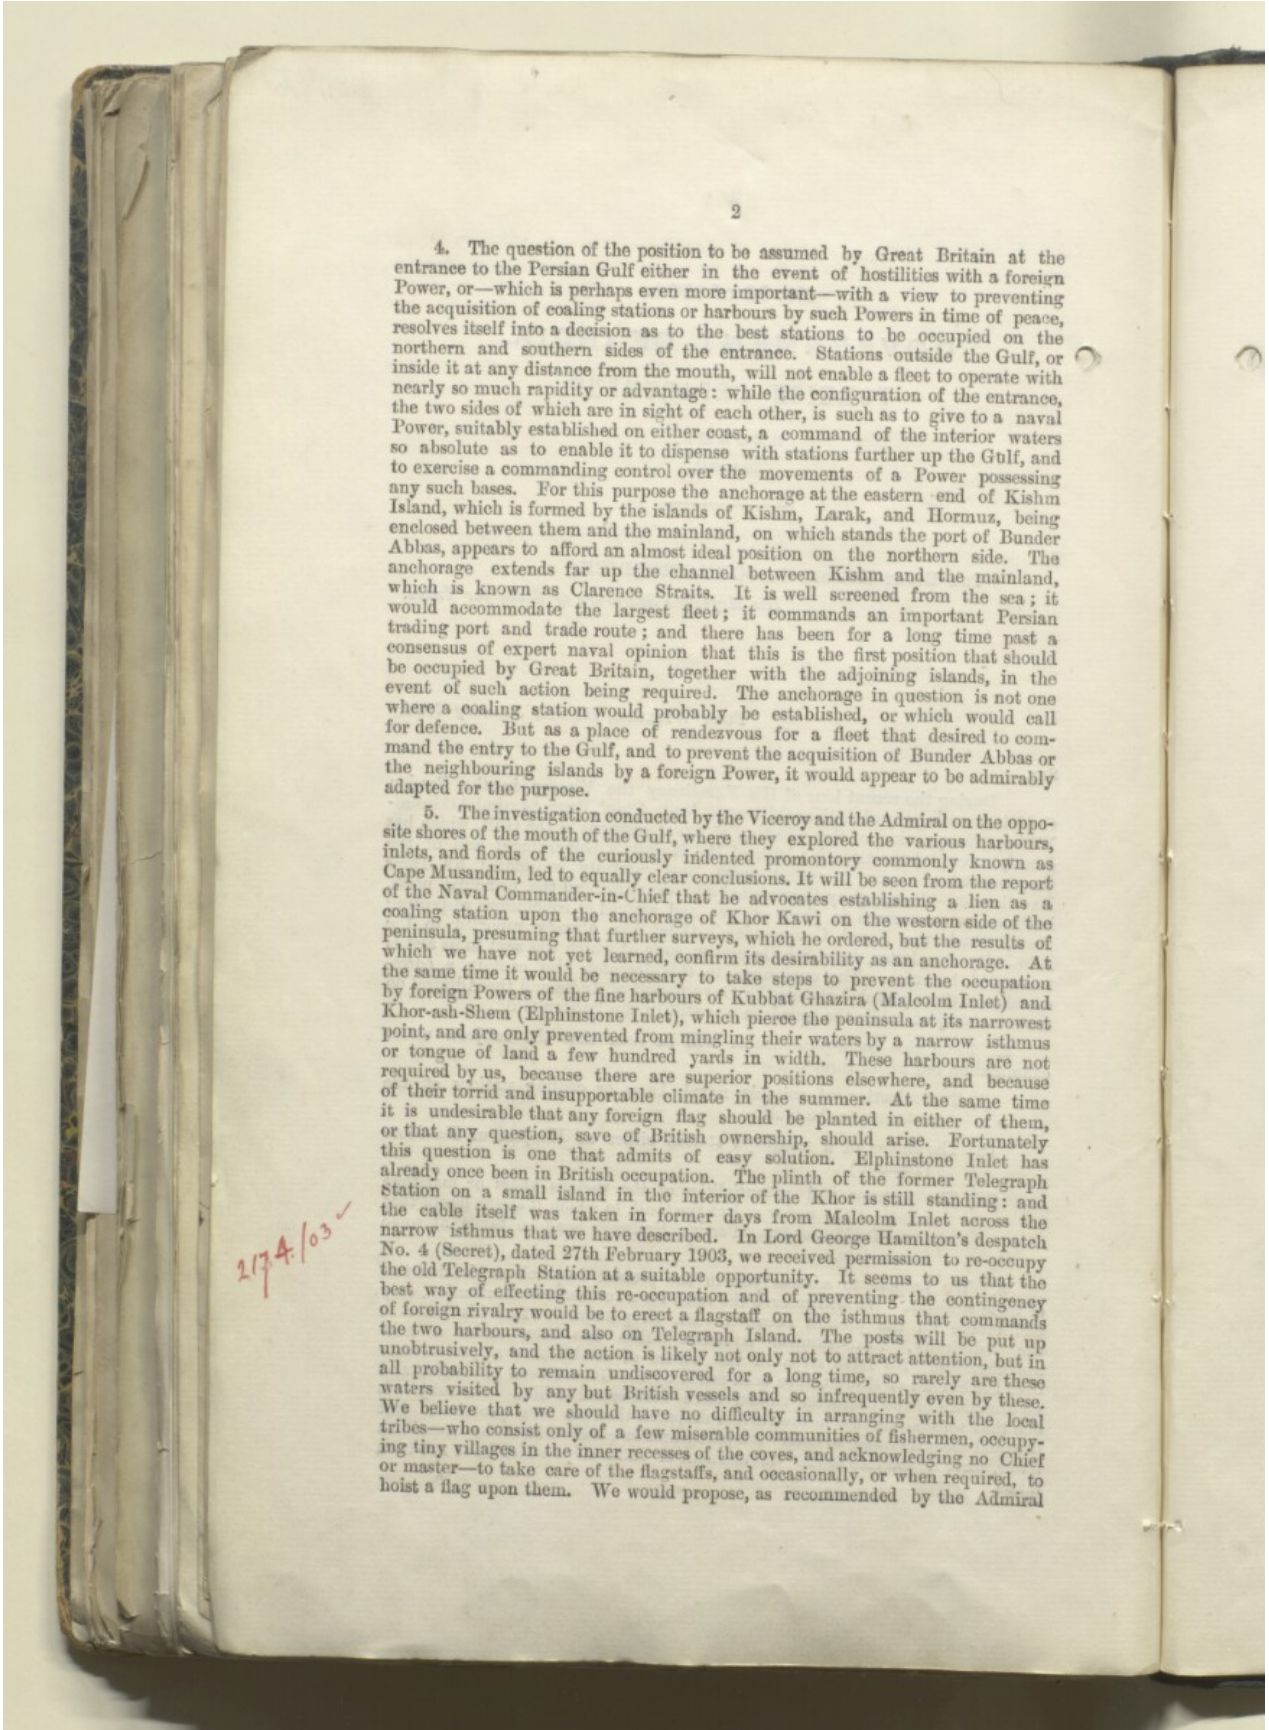 2
4. The question of the position to be assumed by Great Britain at the
entrance to the Persian Gulf either in the event of hostilities with a foreign
Power, or—which is perhaps even more important—with a view to preventing
the acquisition of coaling stations or harbours by such Powers in time of peace,
resolves itself into a decision as to the best stations to be occupied on the
northern and southern sides of the entrance. Stations outside the Gulf, or
inside it at any distance from the mouth, will not enable a fleet to operate with
nearly so much rapidity or advantage: while the configuration of the entrance,
the two sides of which are in sight of each other, is such as to give to a naval
Power, suitably established on either coast, a command of the interior waters
so absolute as to enable it to dispense with stations further up the Gulf, and
to exercise a commanding control over the movements of a Power possessing
any such bases. For this purpose the anchorage at the eastern end of Kishm
Island, which is formed by the islands of Kishm, Larak, and Hormuz, being
enclosed between them and the mainland, on which stands the port of Bunder
Abbas, appears to afford an almost ideal position on the northern side. The
anchorage extends far up the channel between Kishm and the mainland,
which is known as Clarence Straits. It is well screened from the sea; it
would accommodate the largest fleet; it commands an important Persian
trading port and trade route; and there has been for a long time past a
consensus of expert naval opinion that this is the first position that should
be occupied by Great Britain, together with the adjoining islands, in the
event of such action being required. The anchorage in question is not one
where a coaling station would probably be established, or which would call
for defence. But as a place of rendezvous for a fleet that desired to com-
mand the entry to the Gulf, and to prevent the acquisition of Bunder Abbas or
the neighbouring islands by a foreign Power, it would appear to be admirably
adapted for the purpose.
5. The investigation conducted by the Viceroy and the Admiral on the oppo-
site shores of the mouth of the Gulf, where they explored the various harbours,
inlets, and fiords of the curiously indented promontory commonly known as
Cape Musandim, led to equally clear conclusions. It will be seen from the report
of the Naval Commander-in-Chief that he advocates establishing a lien as a
coaling station upon the anchorage of Khor Kawi on the western side of the
peninsula, presuming that further surveys, which he ordered, but the results of
which we have not yet learned, confirm its desirability as an anchorage. At
the same time it would be necessary to take steps to prevent the occupation
by foreign Powers of the fine harbours of Kubbat Ghazira (Malcolm Inlet) and
Khor-ash-Shem (Elphinstone Inlet), which pierce the peninsula at its narrowest
point, and are only prevented from mingling their waters by a narrow isthmus
or tongue of land a few hundred yards in width. These harbours are not
required by us, because there are superior positions elsewhere, and because
of their torrid and insupportable climate in the summer. At the same time
it is undesirable that any foreign flag should be planted in either of them,
or that any question, save of British ownership, should arise. Fortunately
this question is one that admits of easy solution. Elphinstone Inlet has
already once been in British occupation. The plinth of the former Telegraph
Station on a small island in the interior of the Khor is still standing: and
the cable itself was taken in former days from Malcolm Inlet across the
narrow isthmus that we have described. In Lord George Hamilton's despatch
No. 4 (Secret), dated 27th February 1903, we received permission to re-occupy
the old Telegraph Station at a suitable opportunity. It seems to us that the
best way of effecting this re-occupation and of preventing the contingency
of foreign rivalry would be to erect a flagstaff on the isthmus that commands
the two harbours, and also on Telegraph Island. The posts will be put up
unobtrusively, and the action is likely not only not to attract attention, but in
all probability to remain undiscovered for a long time, so rarely are these
waters visited by any but British vessels and so infrequently even by these.
We believe that we should have no difficulty in arranging with the local
tribes—who consist only of a few miserable communities of fishermen, occupy-
ing tiny villages in the inner recesses of the coves, and acknowledging no Chief
or master—to take care of the flagstaffs, and occasionally, or when required, to
hoist a flag upon them. We would propose, as recommended by the Admiral
2174/03